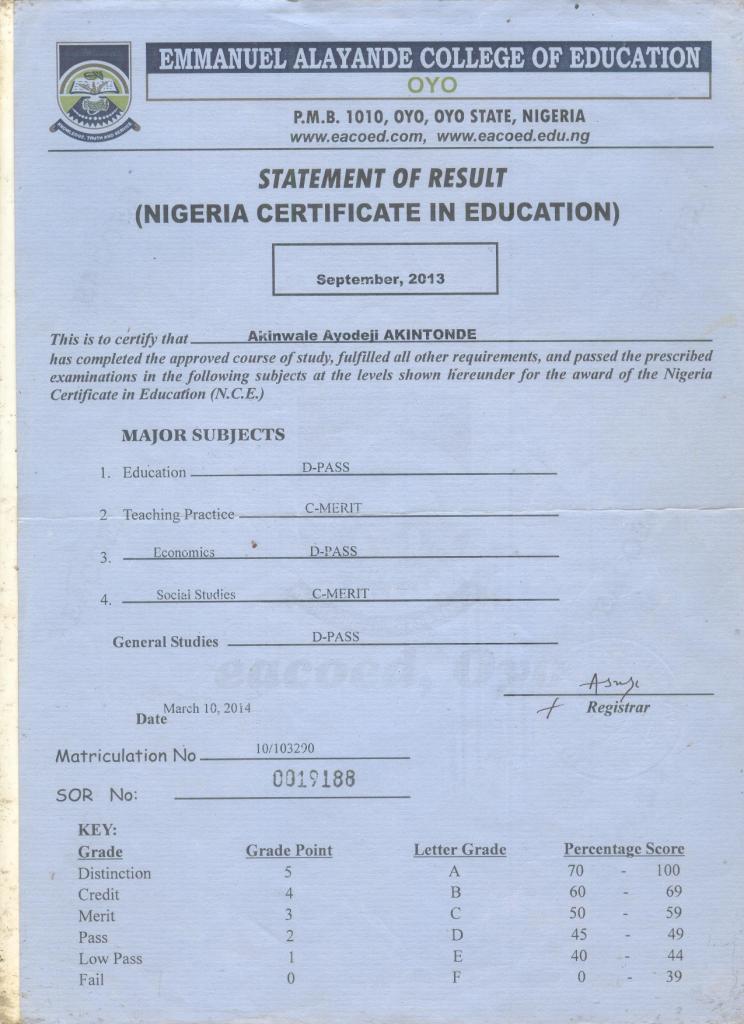 EMMANUEL ALAYANDE COLLEGE OF EDUCATION
OYO
P.M.B. 1010, OYO, OYO STATE, NIGERIA
www.eacoed.com, www.eacoed.edu.ng
KNOWLEDGE, TRUTH AND SERVICE
STATEMENT OF RESULT
(NIGERIA CERTIFICATE IN EDUCATION)
September, 2013
This is to certify that Akinwale Ayodeji AKINTONDE
has completed the approved course of study, fulfilled all other requirements, and passed the prescribed
examinations in the following subjects at the levels shown hereunder for the award of the Nigeria
Certificate in Education (N.C.E.)
MAJOR SUBJECTS
1. Education D-PASS
2 Teaching Practice C-MERIT
3. Economics D-PASS
4. Social Studies C-MERIT
General Studies D-PASS
eacoed, Oyo
Registrar
Date March 10, 2014
Matriculation No 10/103290
SOR No: 0019188
KEY:
Grade Grade Point Letter Grade Percentage Score
Distinction 5 A 70 - 100
Credit 4 B 60 - 69
Merit 3 C 50 - 59
Pass 2 D 45 - 49
Low Pass 1 E 40 - 44
Fail 0 F 0 - 39